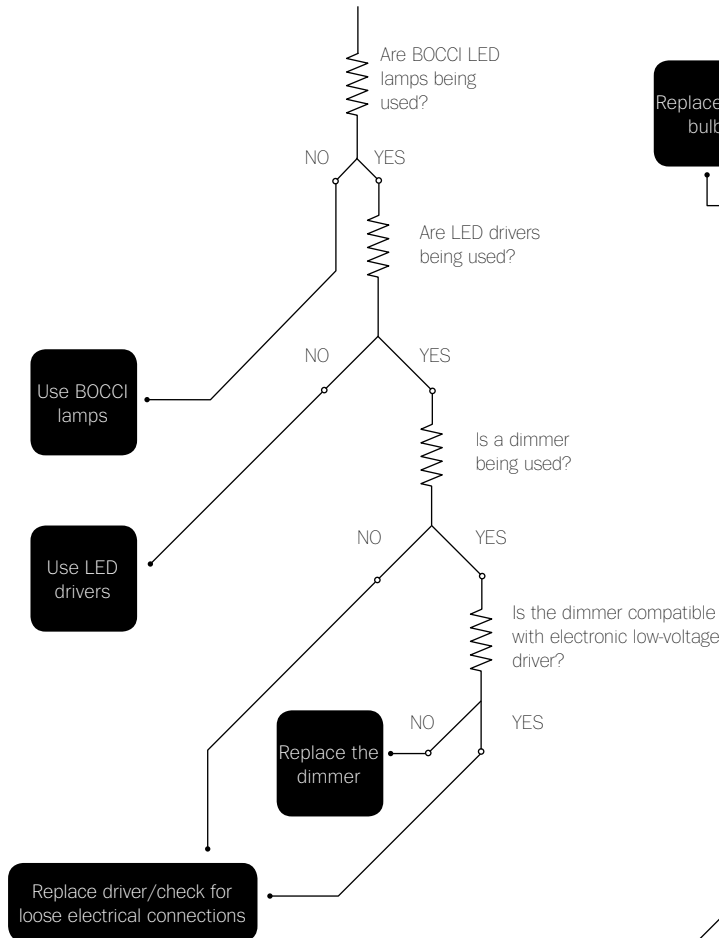 Are BOCCI LED
lamps being
used?
Replace
bulb
NO
YES
Are LED drivers
being used?
NO
YES
Use BOCCI
lamps
Is a dimmer
being used?
NO
YES
Use LED
drivers
Is the dimmer compatible
with electronic low-voltage
driver?
NO
YES
Replace the
dimmer
Replace driver/check for
loose electrical connections